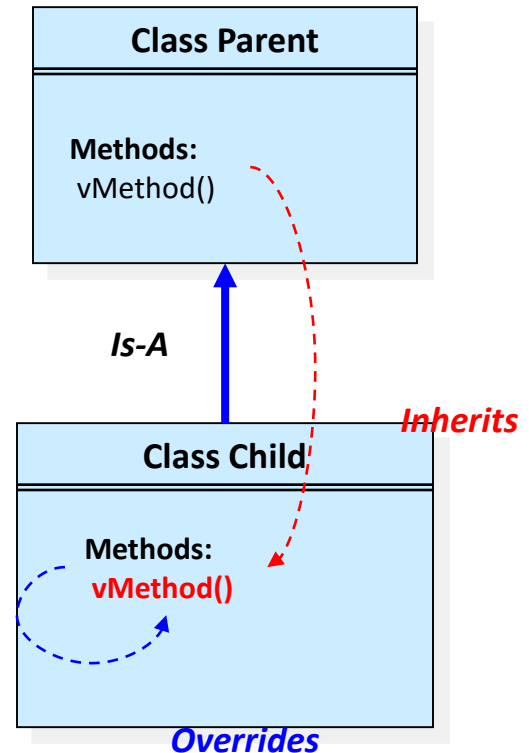 Class Parent
Methods:
vMethod()
Is-A
Inherits
Class Child
Methods:
vMethod()
Overrides